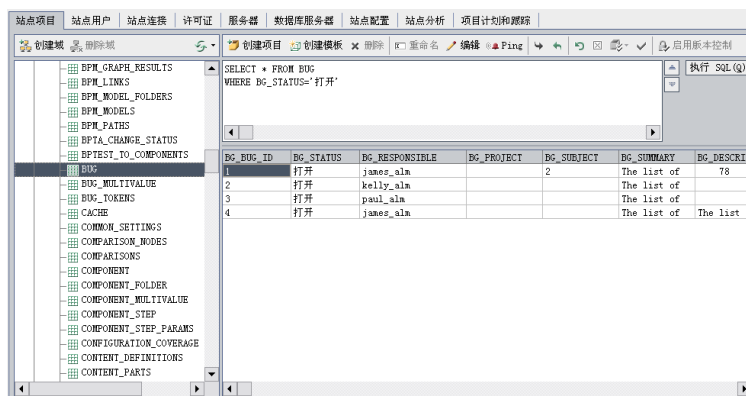 站点项目 站点用户 站点连接 许可证 服务器 数据库服务器 站点配置 站点分析 项目计划和跟踪
创建域 删除域 创建项目 创建模板 删除 重命名 编辑 Ping 启用版本控制
BPM_GRAPH_RESULTS
BPM_LINKS
BPM_MODEL_FOLDERS
BPM_MODELS
BPM_PATHS
BPTA_CHANGE_STATUS
BPTEST_TO_COMPONENTS
BUG
BUG_MULTIVALUE
BUG_TOKENS
CACHE
COMMON_SETTINGS
COMPARISON_NODES
COMPARISONS
COMPONENT
COMPONENT_FOLDER
COMPONENT_MULTIVALUE
COMPONENT_STEP
COMPONENT_STEP_PARAMS
CONFIGURATION_COVERAGE
CONTENT_DEFINITIONS
CONTENT_PARTS
SELECT * FROM BUG
WHERE BG_STATUS='打开'
执行 SQL(Q)
BG_BUG_ID BG_STATUS BG_RESPONSIBLE BG_PROJECT BG_SUBJECT BG_SUMMARY BG_DESCRI
1 打开 james_alm 2 The list of 78
2 打开 kelly_alm The list of
3 打开 paul_alm The list of
4 打开 james_alm The list of The list